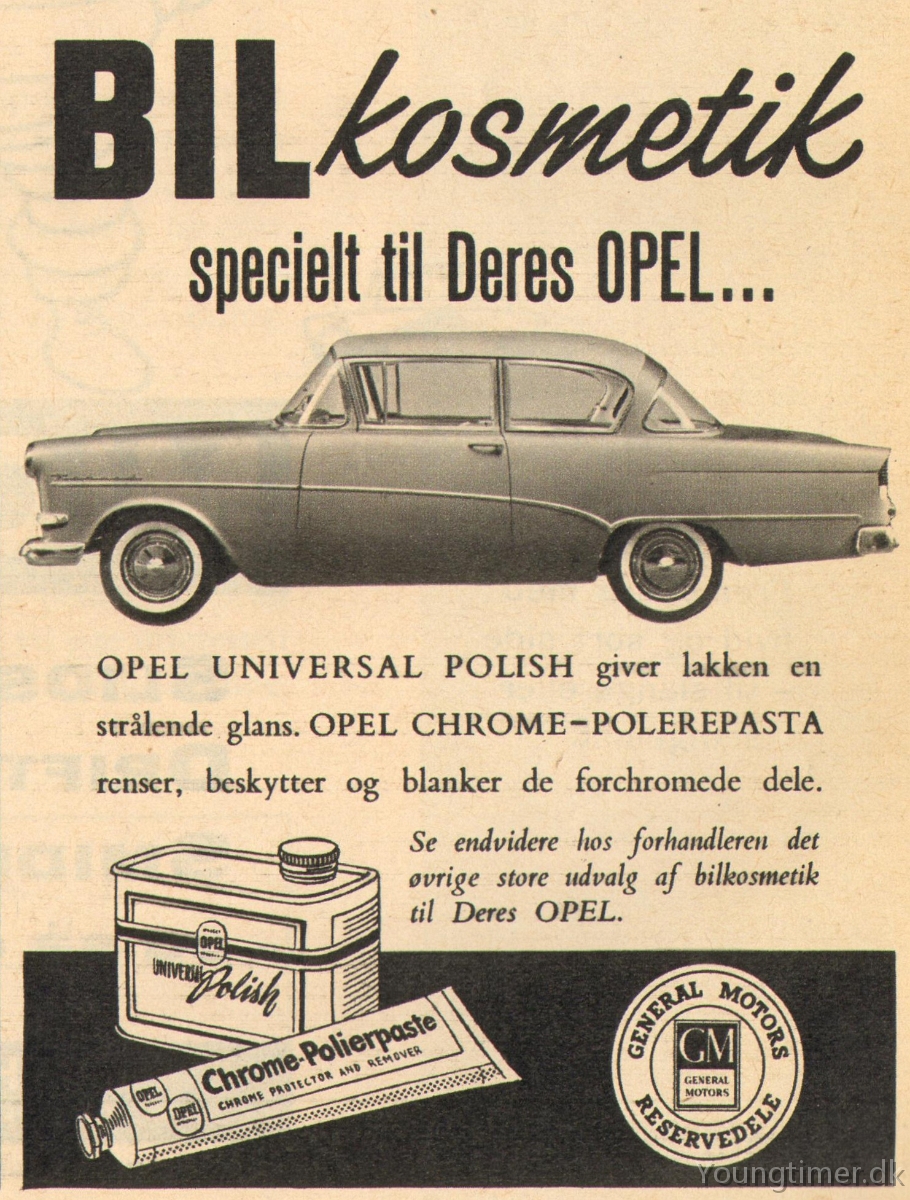 BILkosmetik
specielt til Deres OPEL...
OPEL UNIVERSAL POLISH giver lakken en
strålende glans. OPEL CHROME-POLEREPASTA
renser, beskytter og blanker de forchromede dele.
Se endvidere hos forhandleren det
øvrige store udvalg af bilkosmetik
til Deres OPEL.
OPEL
UNIVERSAL
Polish
Chrome-Polierpaste
CHROME PROTECTOR AND REMOVER
OPEL
OPEL
GENERAL MOTORS
GM
GENERAL
MOTORS
RESERVEDELE
Youngtimer.dk